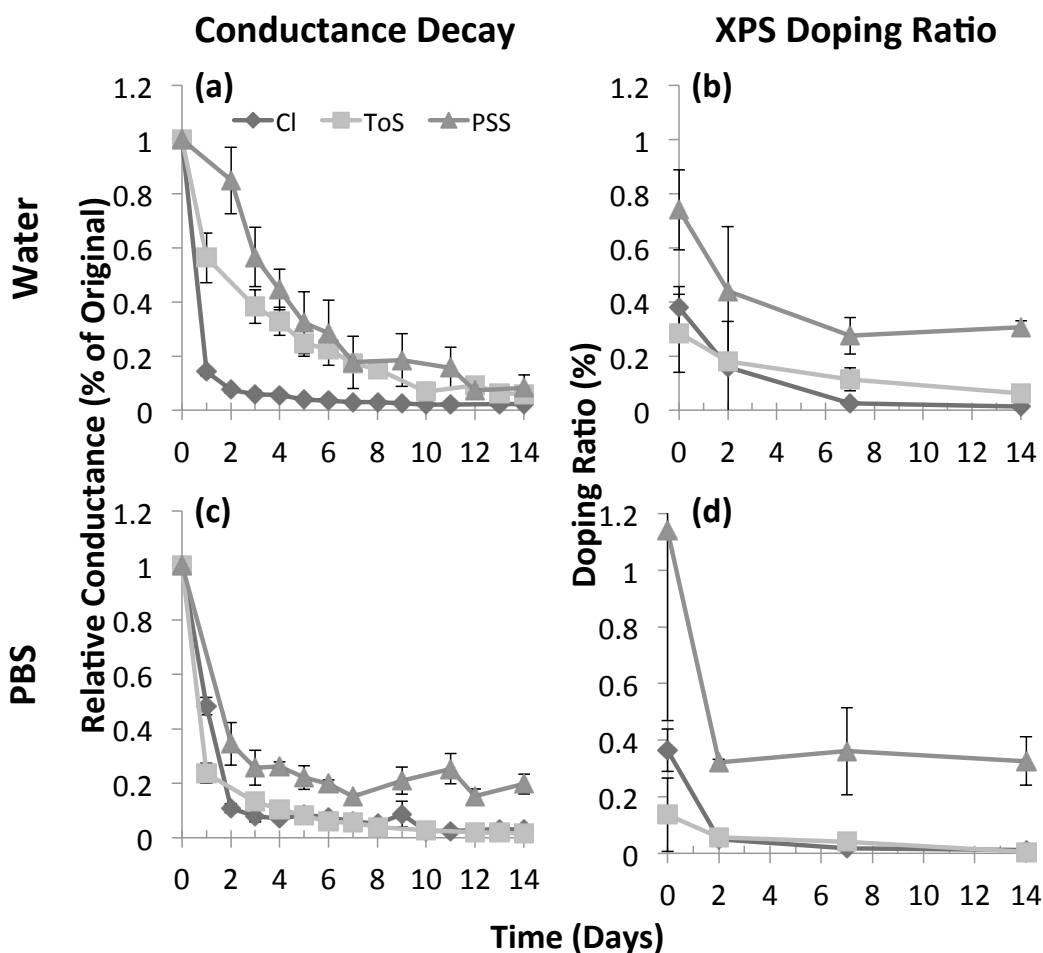 Conductance Decay
XPS Doping Ratio
Water
PBS
Relative Conductance (% of Original)
Doping Ratio (%)
(a)
Cl ToS PSS
1.2
1
0.8
0.6
0.4
0.2
0
0 2 4 6 8 10 12 14
(b)
1.2
1
0.8
0.6
0.4
0.2
0
0 2 4 6 8 10 12 14
(c)
1.2
1
0.8
0.6
0.4
0.2
0
0 2 4 6 8 10 12 14
(d)
1.2
1
0.8
0.6
0.4
0.2
0
0 2 4 6 8 10 12 14
Time (Days)